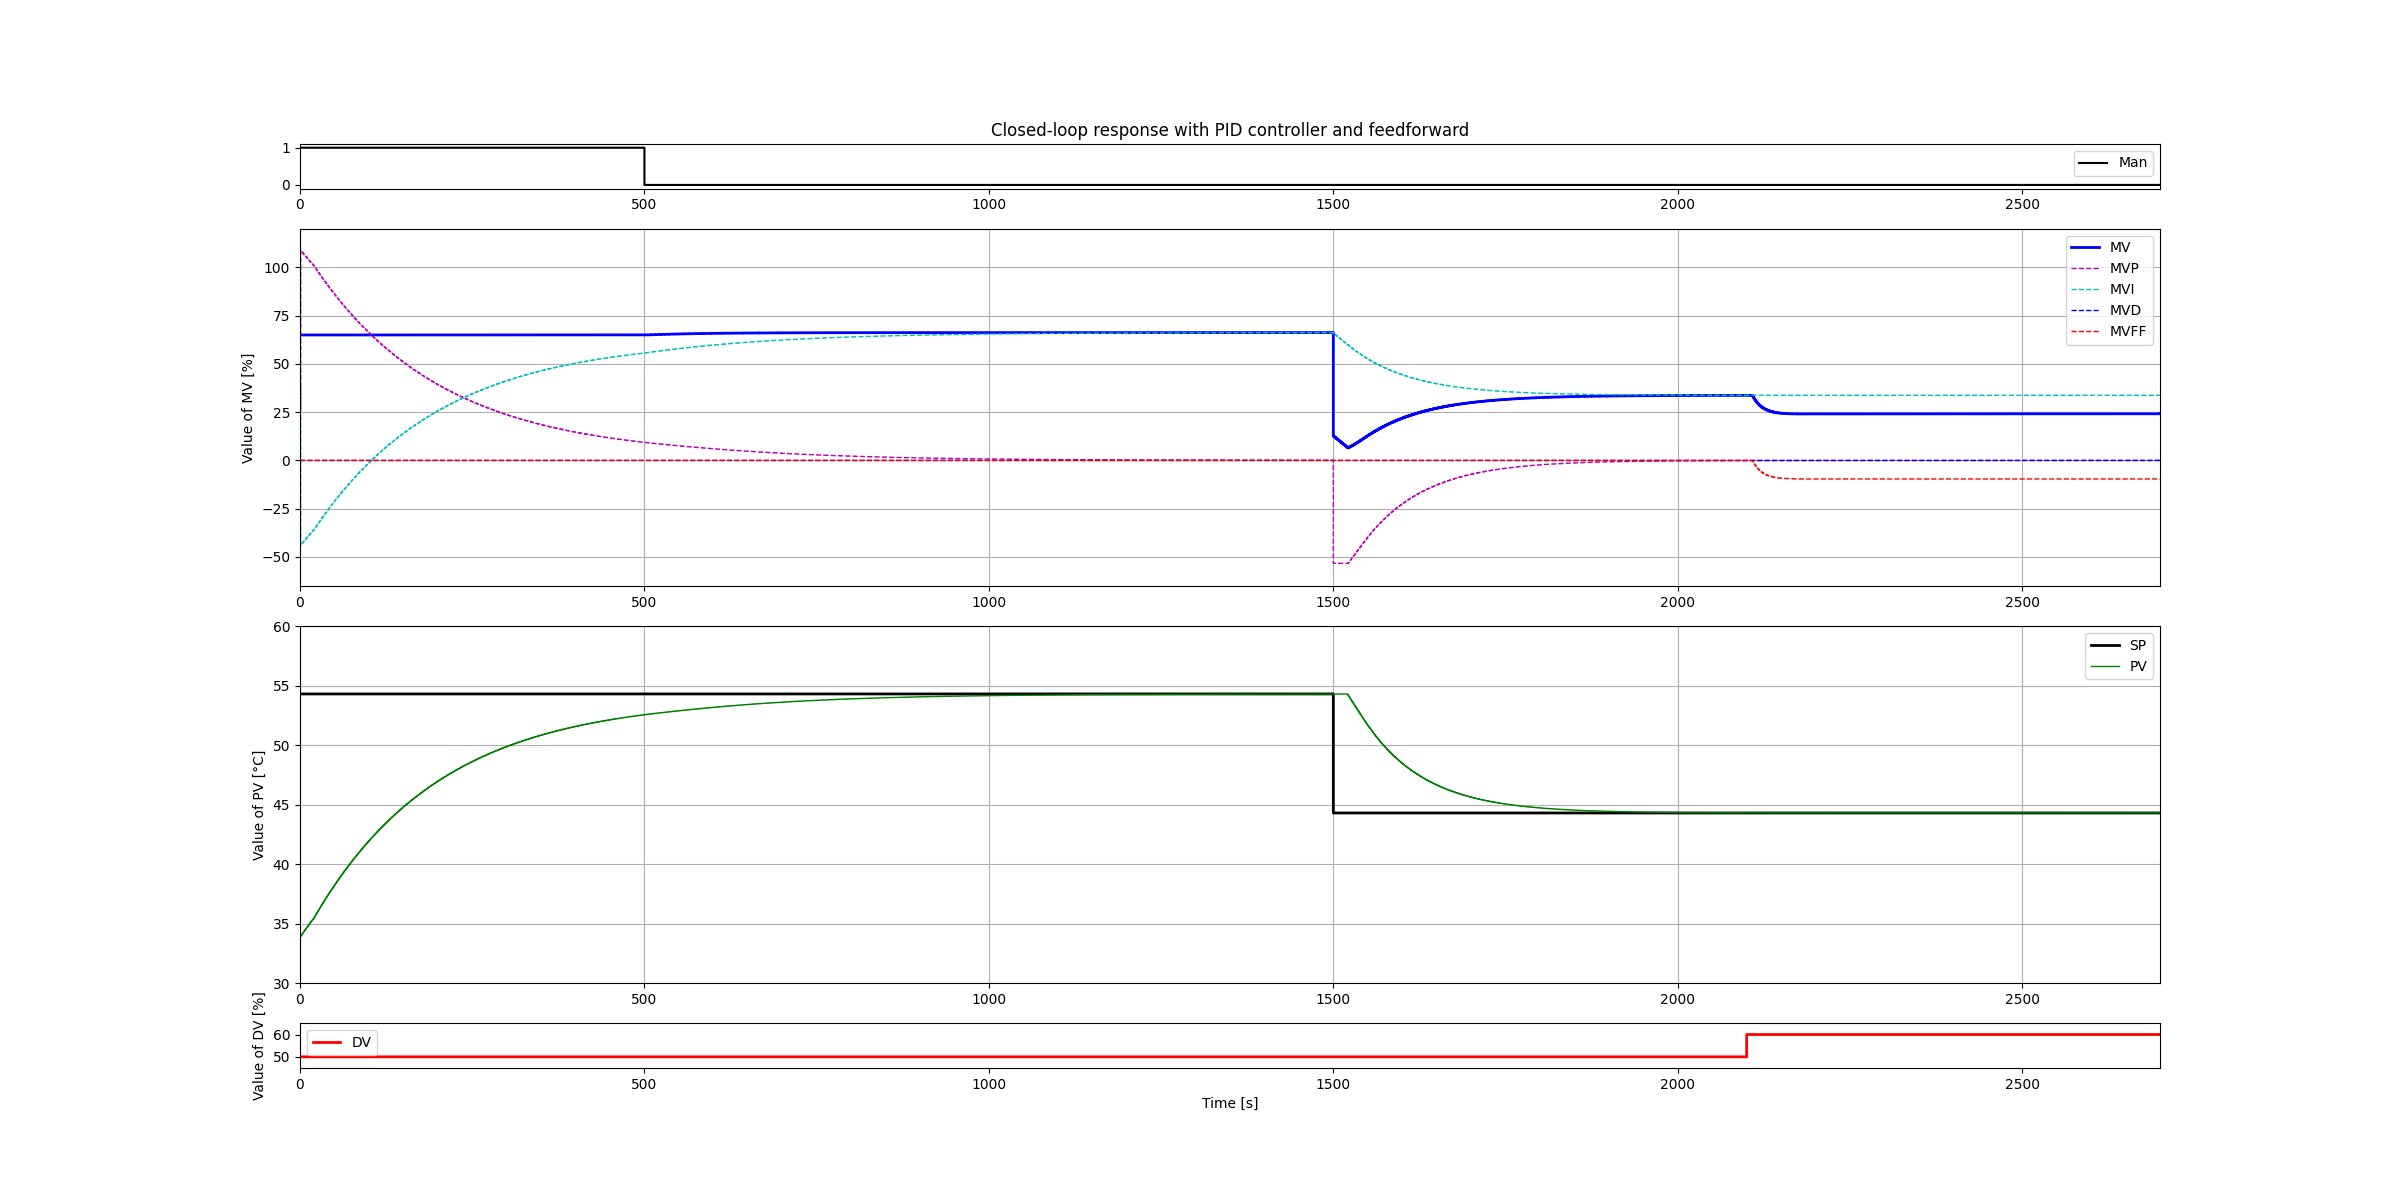 Closed-loop response with PID controller and feedforward
1
0
Man
0 500 1000 1500 2000 2500
Value of MV [%]
100
75
50
25
0
−25
−50
MV
MVP
MVI
MVD
MVFF
0 500 1000 1500 2000 2500
Value of PV [°C]
60
55
50
45
40
35
30
SP
PV
0 500 1000 1500 2000 2500
Value of DV [%]
60
50
DV
0 500 1000 1500 2000 2500
Time [s]